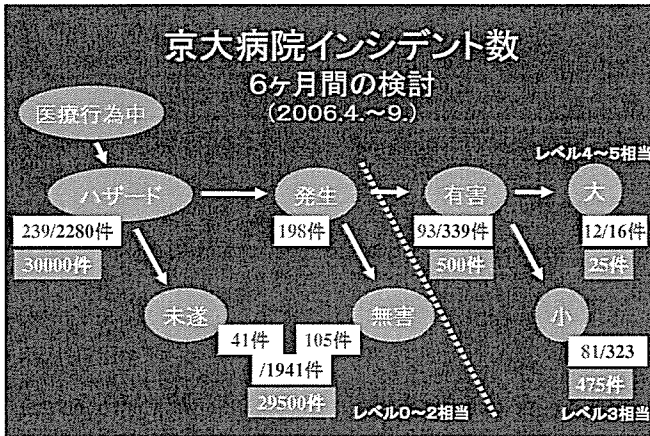 京大病院インシデント数
6ヶ月間の検討
(2006.4.～9.)
医療行為中
レベル4～5相当
ハザード
発生
有害
大
239/2280件
198件
93/339件
12/16件
30000件
500件
25件
未遂
無害
小
41件
105件
81/323
/1941件
475件
29500件
レベル0～2相当
レベル3相当